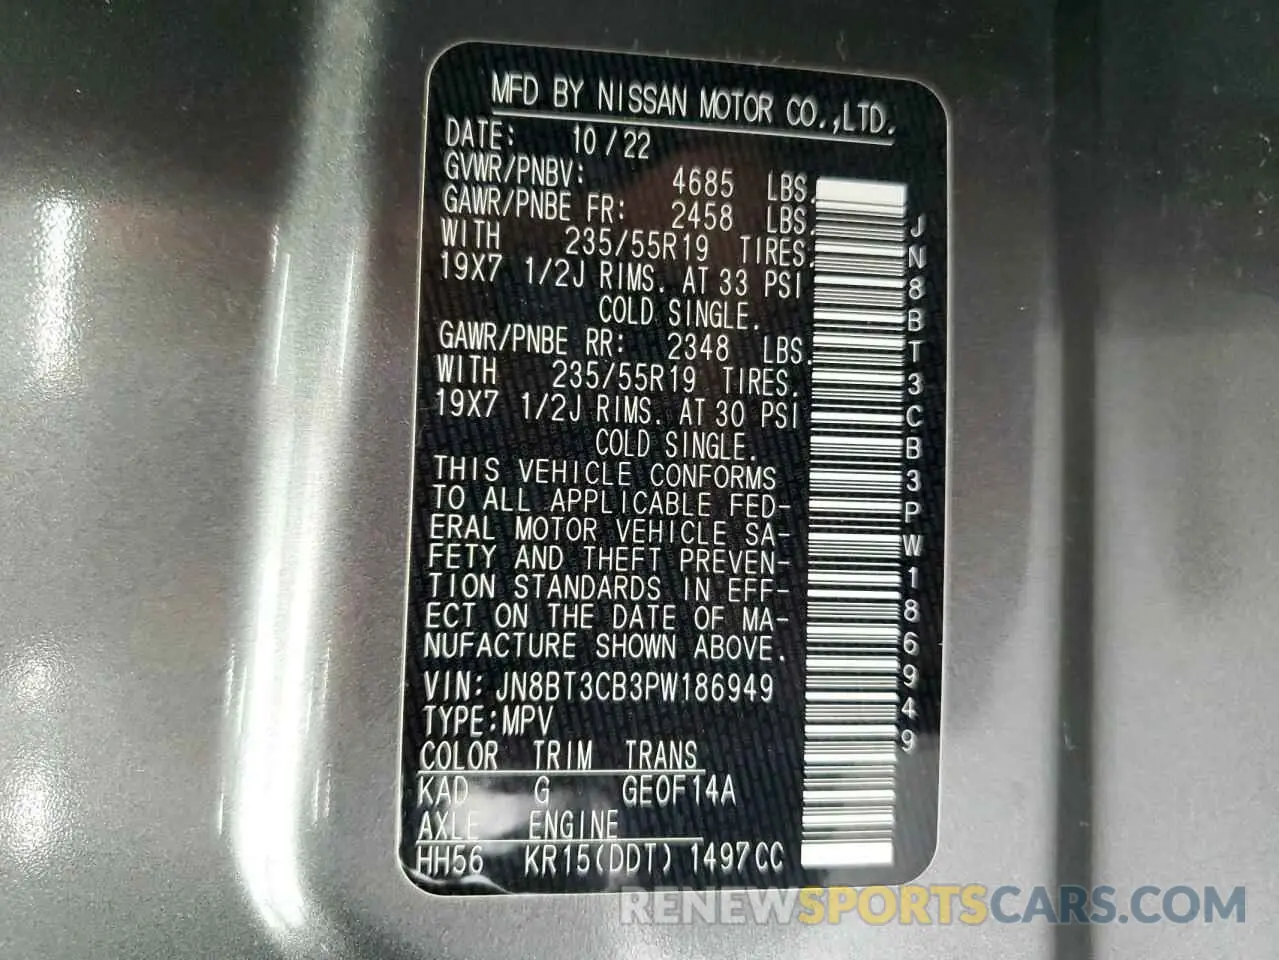 MFD BY NISSAN MOTOR CO.,LTD.
DATE: 10/22
GVWR/PNBV: 4685 LBS.
GAWR/PNBE FR: 2458 LBS.
WITH 235/55R19 TIRES.
19X7 1/2J RIMS. AT 33 PSI
COLD SINGLE.
GAWR/PNBE RR: 2348 LBS.
WITH 235/55R19 TIRES.
19X7 1/2J RIMS. AT 30 PSI
COLD SINGLE.
THIS VEHICLE CONFORMS
TO ALL APPLICABLE FED-
ERAL MOTOR VEHICLE SA-
FETY AND THEFT PREVEN-
TION STANDARDS IN EFF-
ECT ON THE DATE OF MA-
NUFACTURE SHOWN ABOVE.
VIN: JN8BT3CB3PW186949
TYPE:MPV
COLOR TRIM TRANS
KAD G GE0F14A
AXLE ENGINE
HH56 KR15(DDT) 1497CC
JN8BT3CB3PW186949
RENEWSPORTSCARS.COM